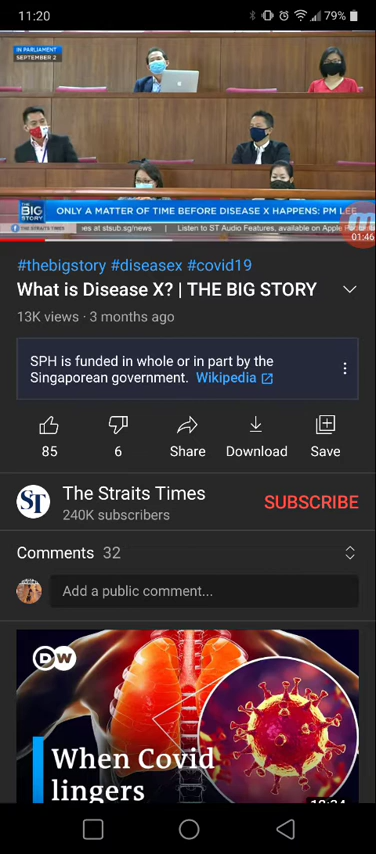 11:20
79%
IN PARLIAMENT
SEPTEMBER 2
THE
BIG
STORY
ONLY A MATTER OF TIME BEFORE DISEASE X HAPPENS: PM LEE
THE STRAITS TIMES
es at stsub.sg/news
Listen to ST Audio Features, available on Apple
01:46
#thebigstory #diseasex #covid19
What is Disease X? | THE BIG STORY
13K views · 3 months ago
SPH is funded in whole or in part by the
Singaporean government. Wikipedia
85
6
Share
Download
Save
ST
The Straits Times
240K subscribers
SUBSCRIBE
Comments 32
Add a public comment...
DW
When Covid
lingers